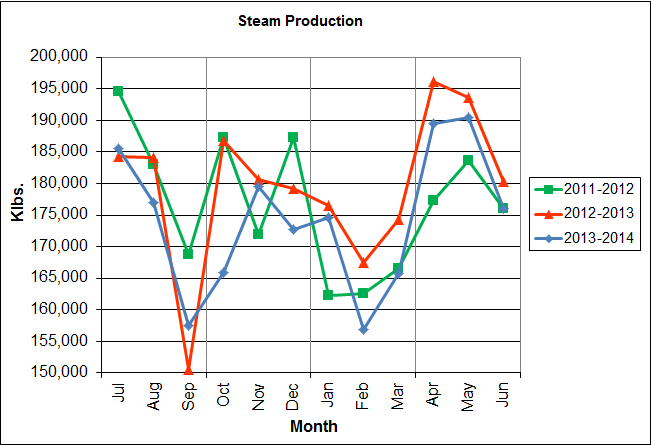 Steam Production
200,000
195,000
190,000
185,000
180,000
175,000
170,000
165,000
160,000
155,000
150,000
Klbs.
Jul
Aug
Sep
Oct
Nov
Dec
Jan
Feb
Mar
Apr
May
Jun
Month
2011-2012
2012-2013
2013-2014